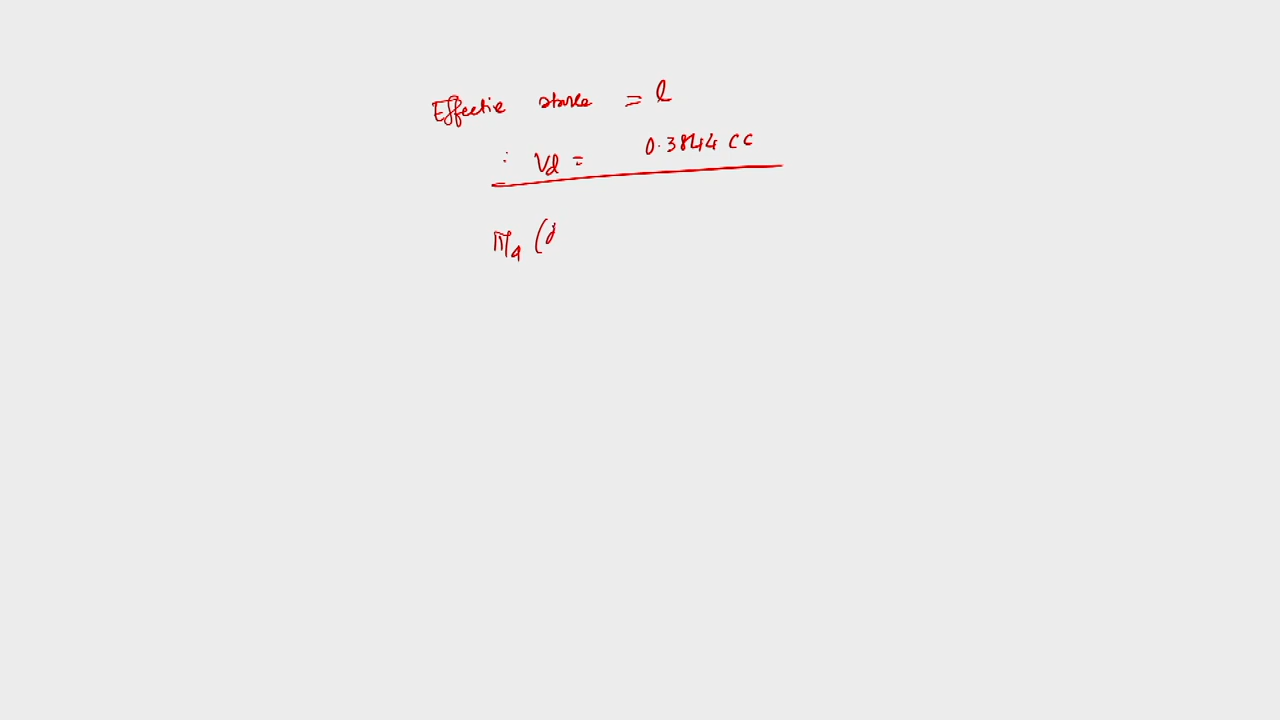 Effective stroke = l
∴ Vd = 0.3844 cc
π/4 (d